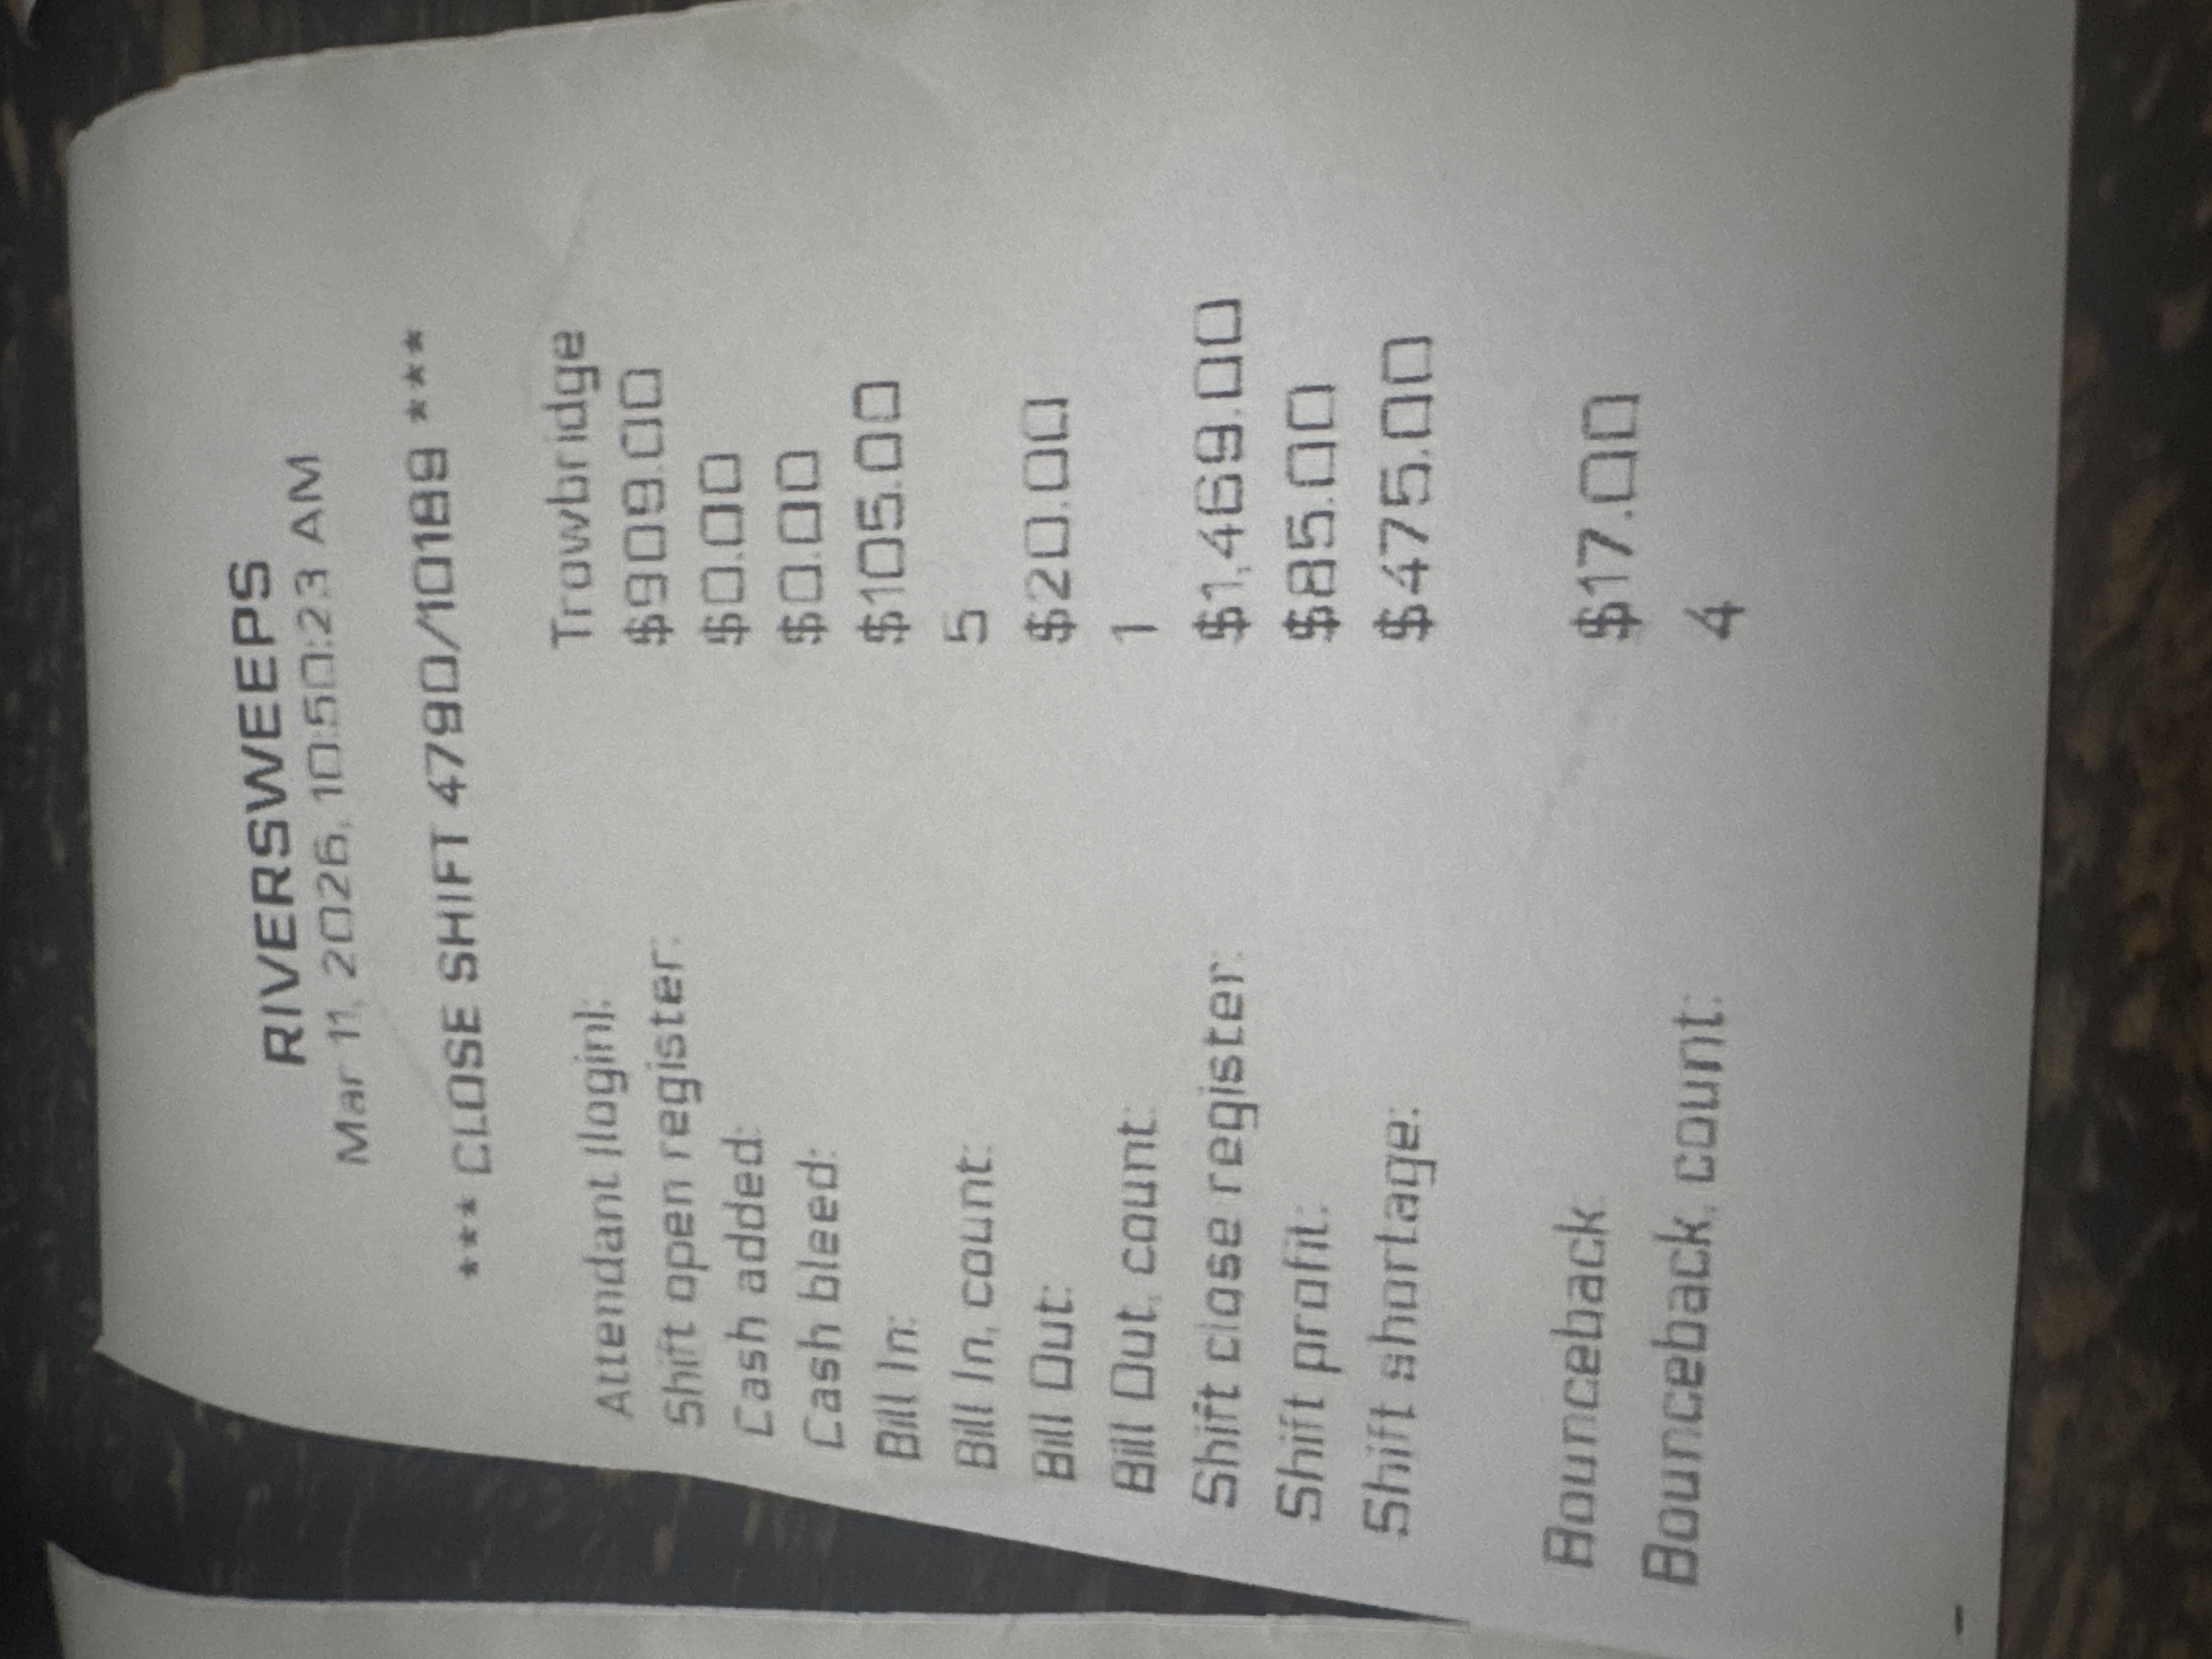 RIVERSWEEPS
Mar 11, 2026, 10:50:23 AM
*** CLOSE SHIFT 4790/10189 ***
Attendant (login): Trowbridge
Shift open register: $909.00
Cash added: $0.00
Cash bleed: $0.00
Bill In: $105.00
Bill In, count: 5
Bill Out: $20.00
Bill Out, count: 1
Shift close register: $1,469.00
Shift profit: $85.00
Shift shortage: $475.00
Bounceback: $17.00
Bounceback, count: 4